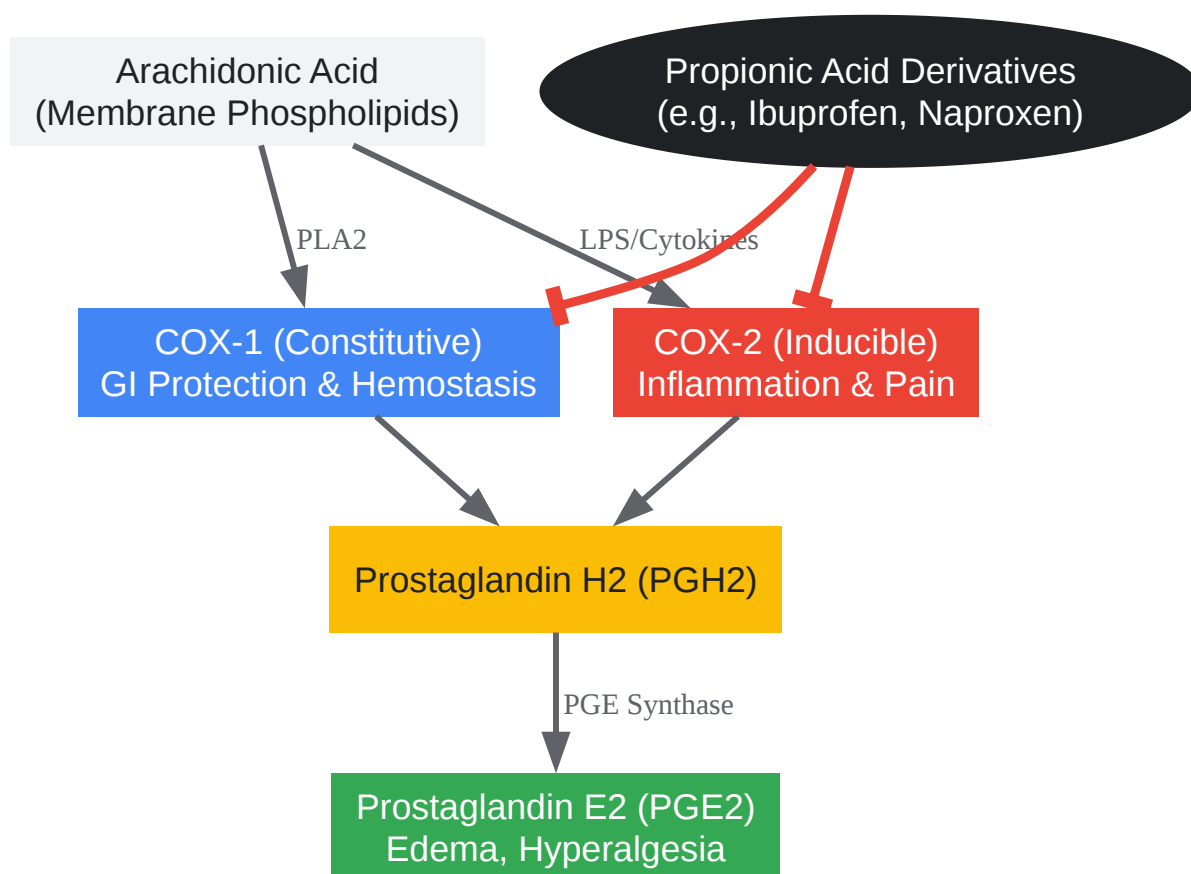 Arachidonic Acid
(Membrane Phospholipids)
Propionic Acid Derivatives
(e.g., Ibuprofen, Naproxen)
PLA2
LPS/Cytokines
COX-1 (Constitutive)
GI Protection & Hemostasis
COX-2 (Inducible)
Inflammation & Pain
Prostaglandin H2 (PGH2)
PGE Synthase
Prostaglandin E2 (PGE2)
Edema, Hyperalgesia